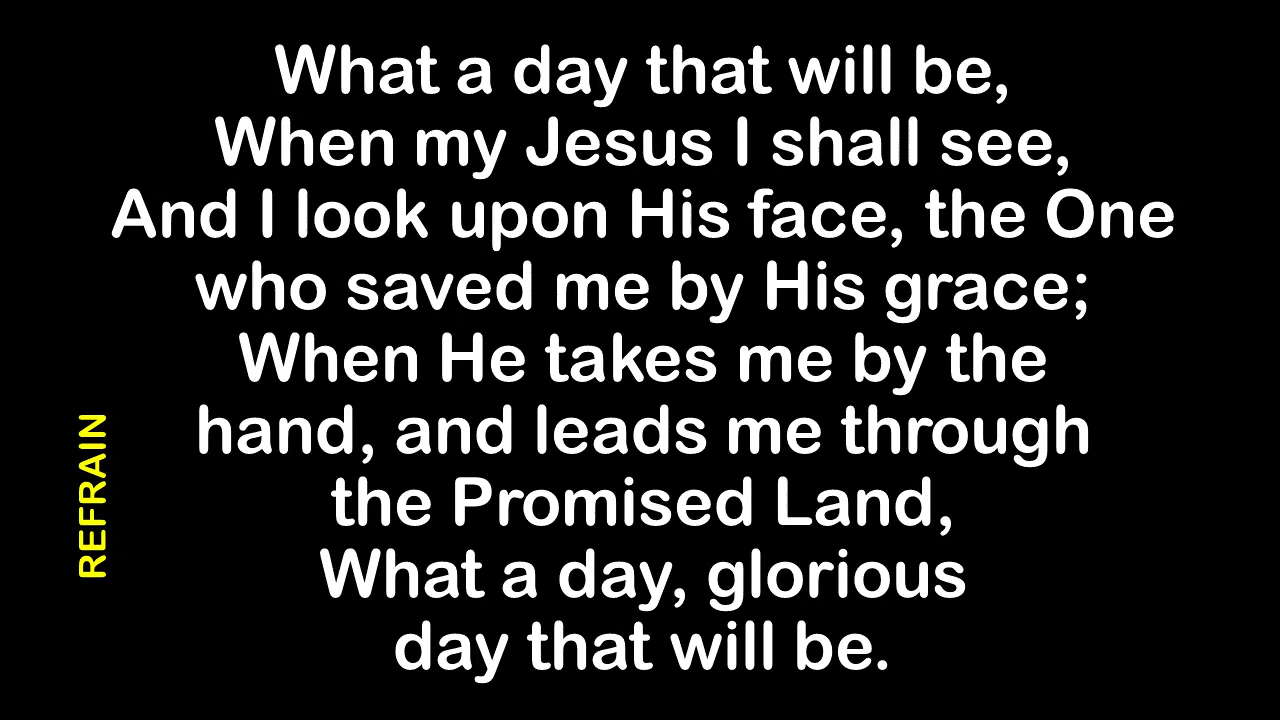 What a day that will be,
When my Jesus I shall see,
And I look upon His face, the One
who saved me by His grace;
When He takes me by the
hand, and leads me through
the Promised Land,
What a day, glorious
day that will be.
REFRAIN